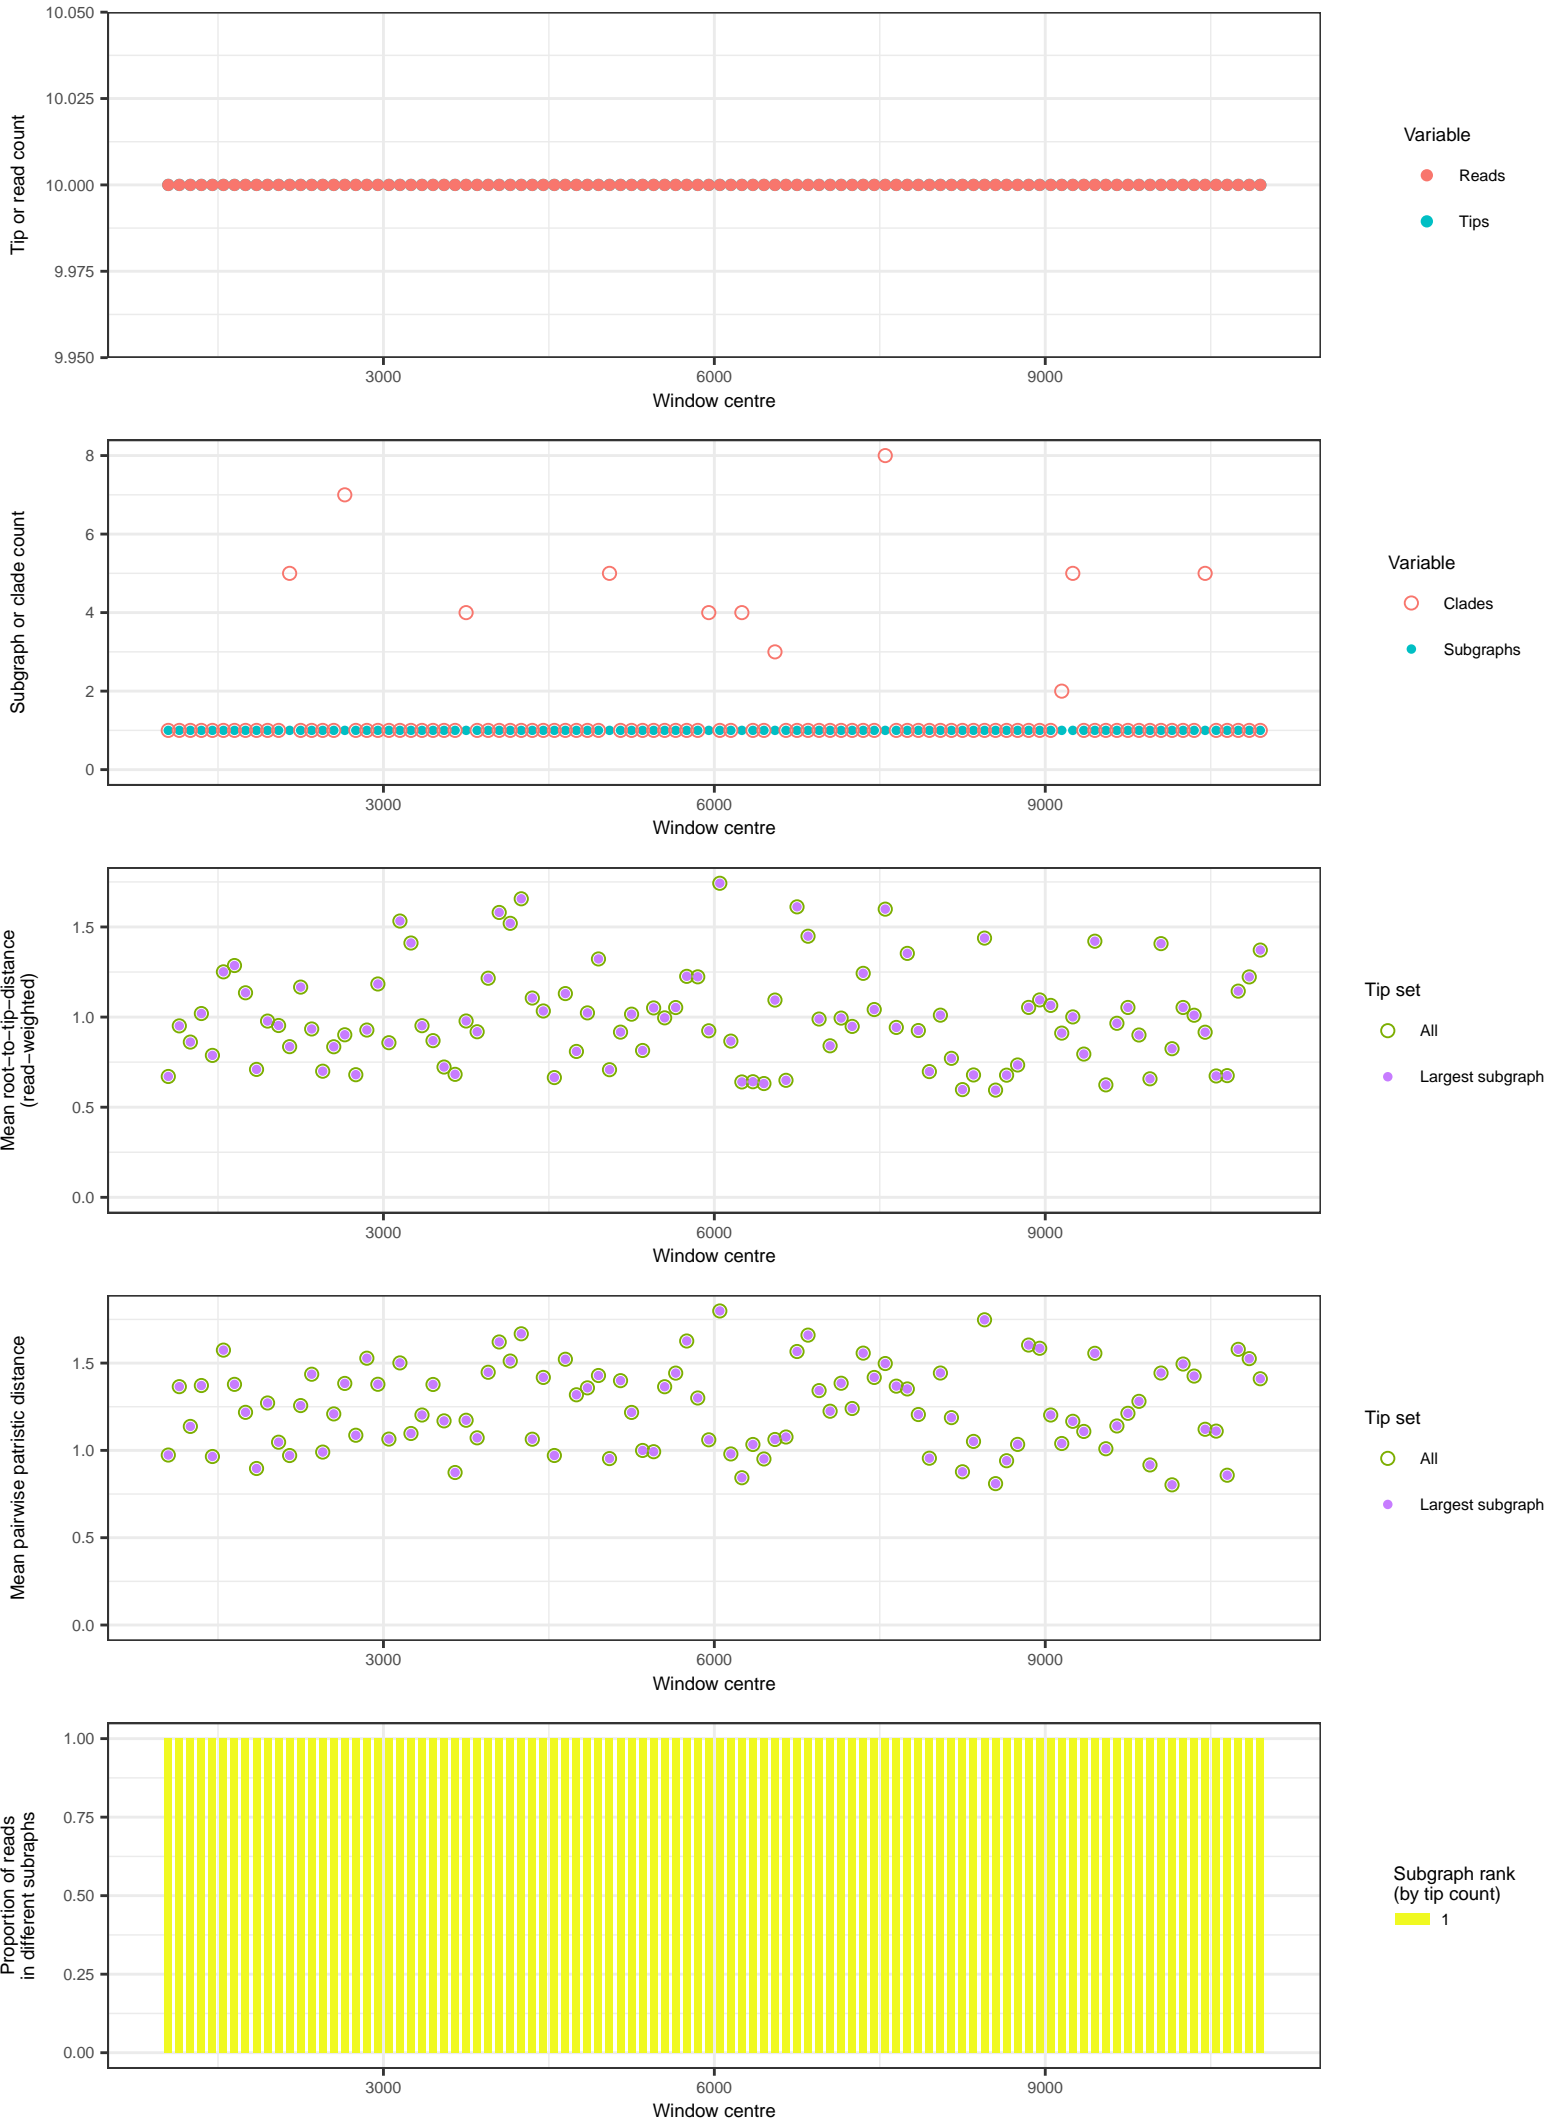 10.050
10.025
10.000
9.975
9.950
Tip or read count
3000 6000 9000
Window centre
Variable
Reads
Tips
8
6
4
2
0
Subgraph or clade count
3000 6000 9000
Window centre
Variable
Clades
Subgraphs
1.5
1.0
0.5
0.0
Mean root−to−tip−distance
(read−weighted)
3000 6000 9000
Window centre
Tip set
All
Largest subgraph
1.5
1.0
0.5
0.0
Mean pairwise patristic distance
3000 6000 9000
Window centre
Tip set
All
Largest subgraph
1.00
0.75
0.50
0.25
0.00
Proportion of reads
in different subraphs
3000 6000 9000
Window centre
Subgraph rank
(by tip count)
1